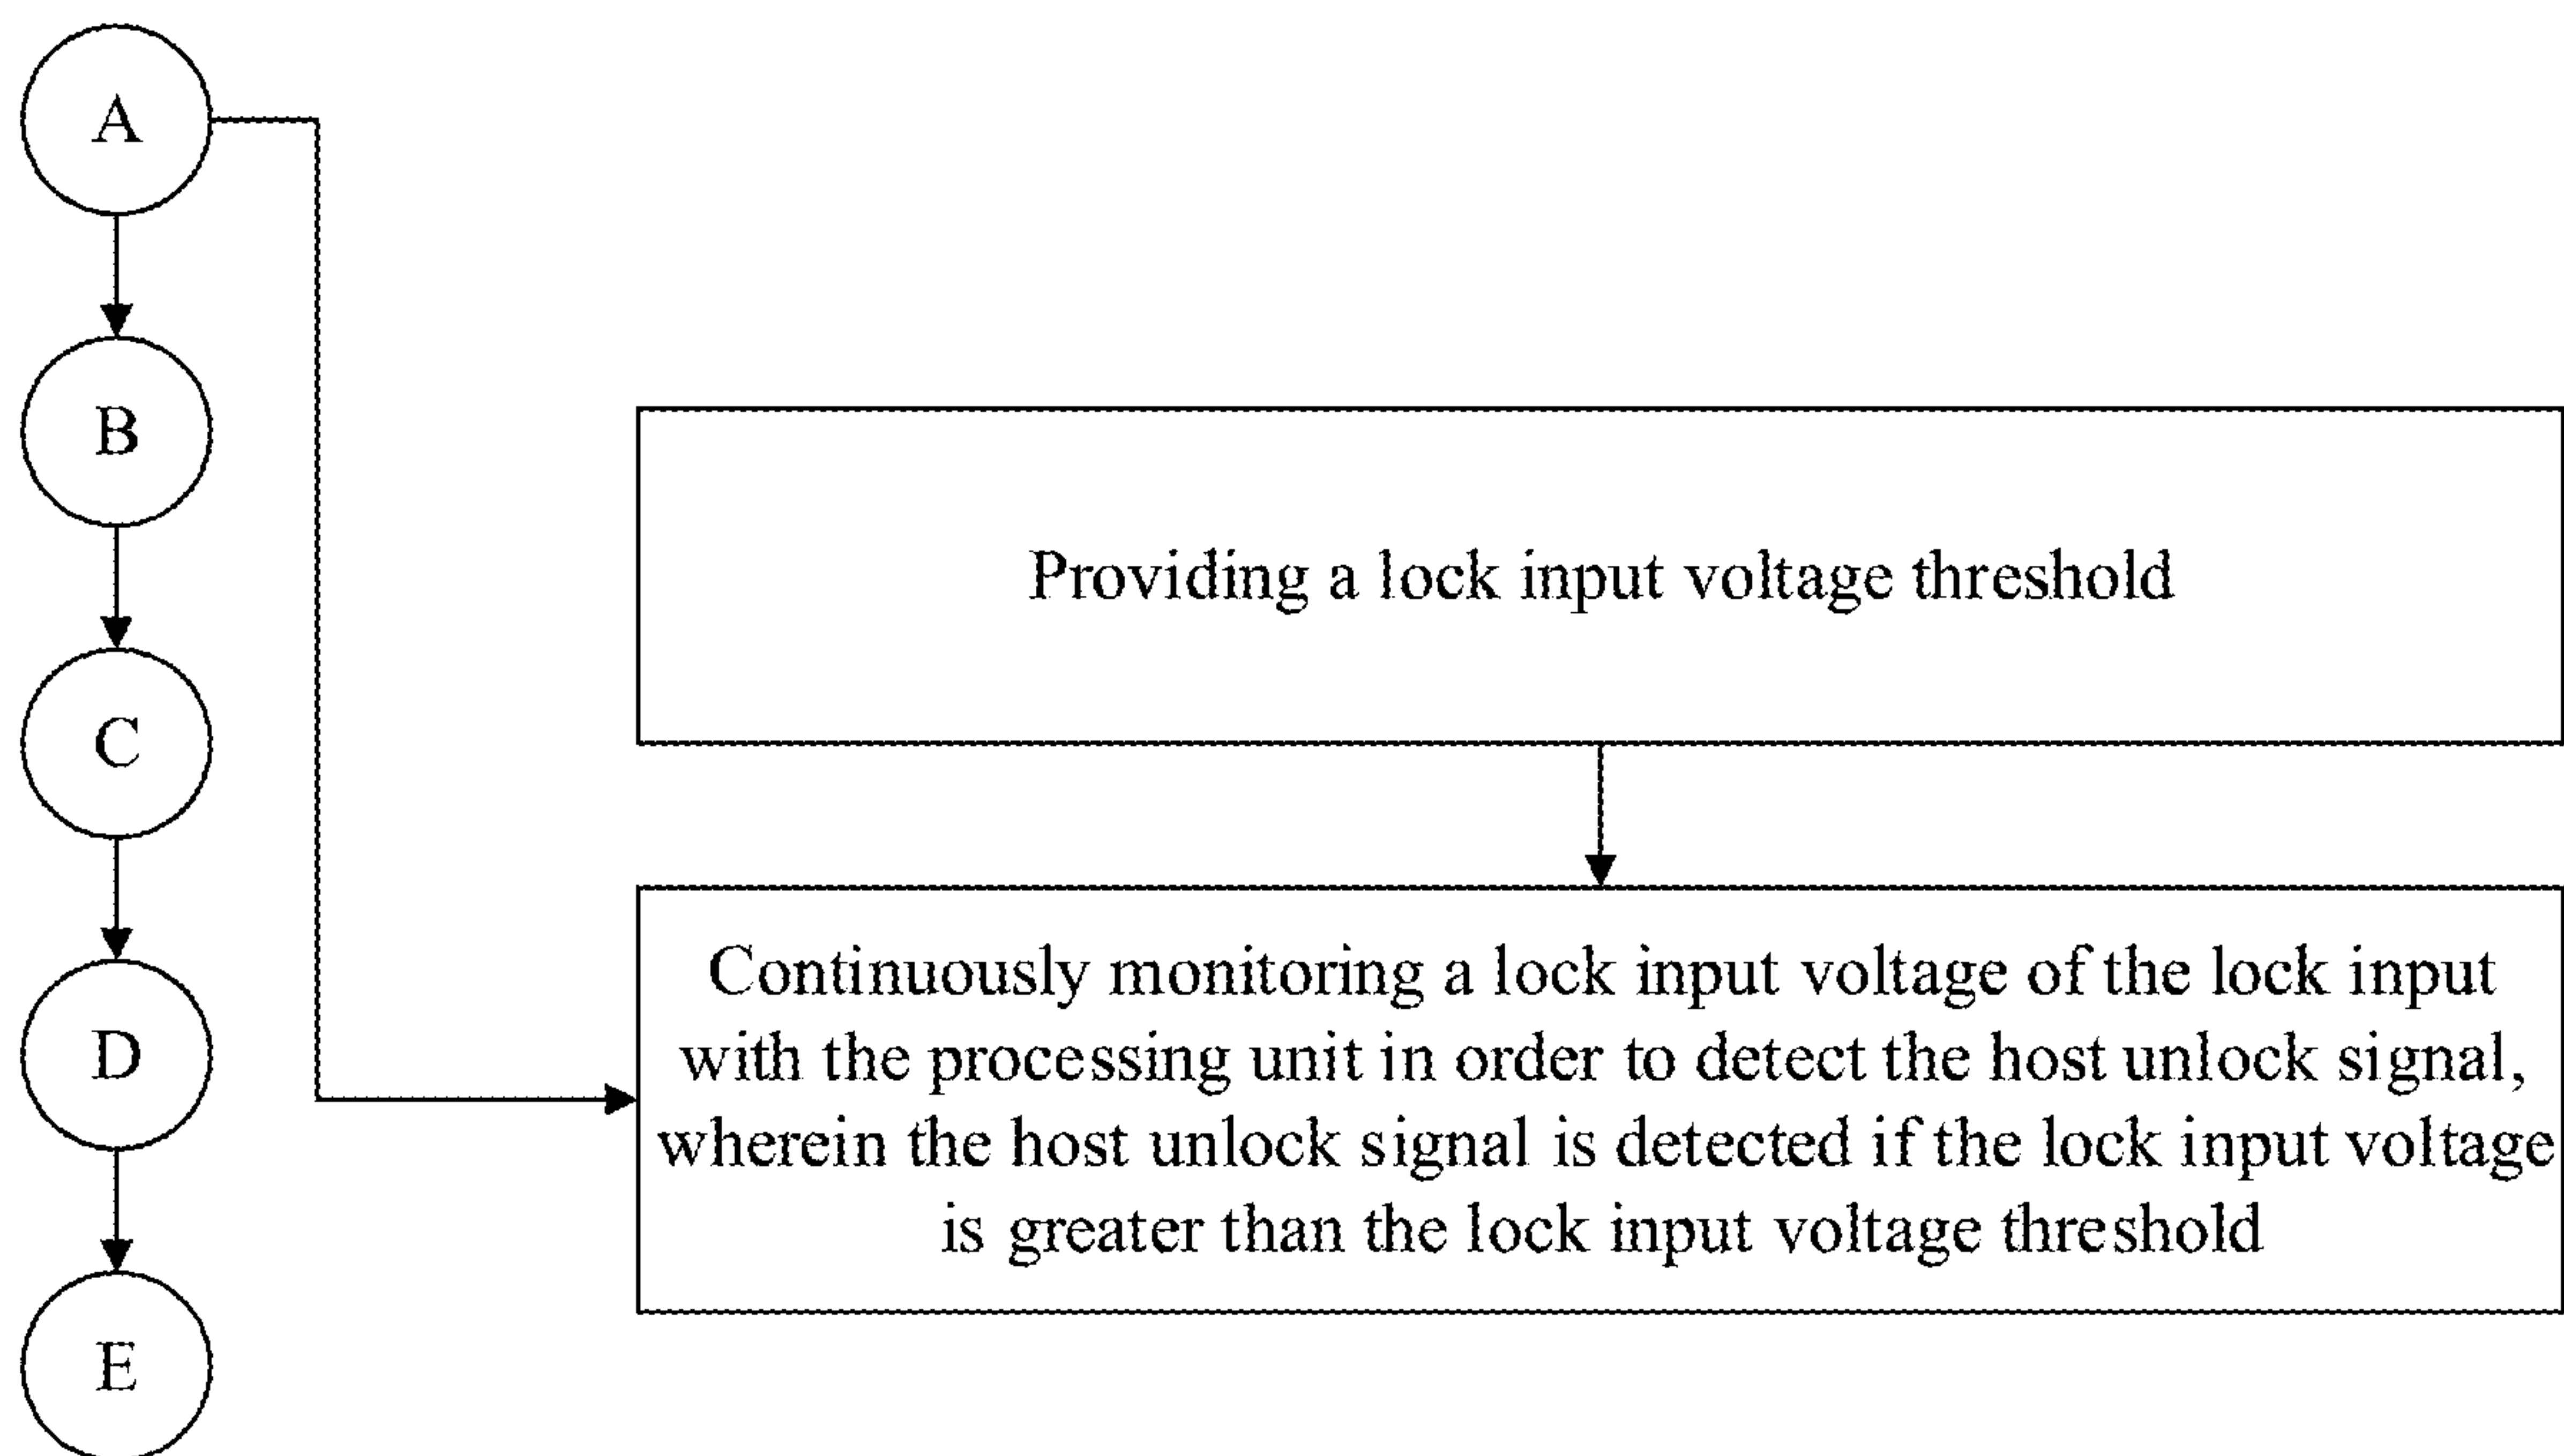 A
B
C
D
E
Providing a lock input voltage threshold
Continuously monitoring a lock input voltage of the lock input
with the processing unit in order to detect the host unlock signal,
wherein the host unlock signal is detected if the lock input voltage
is greater than the lock input voltage threshold